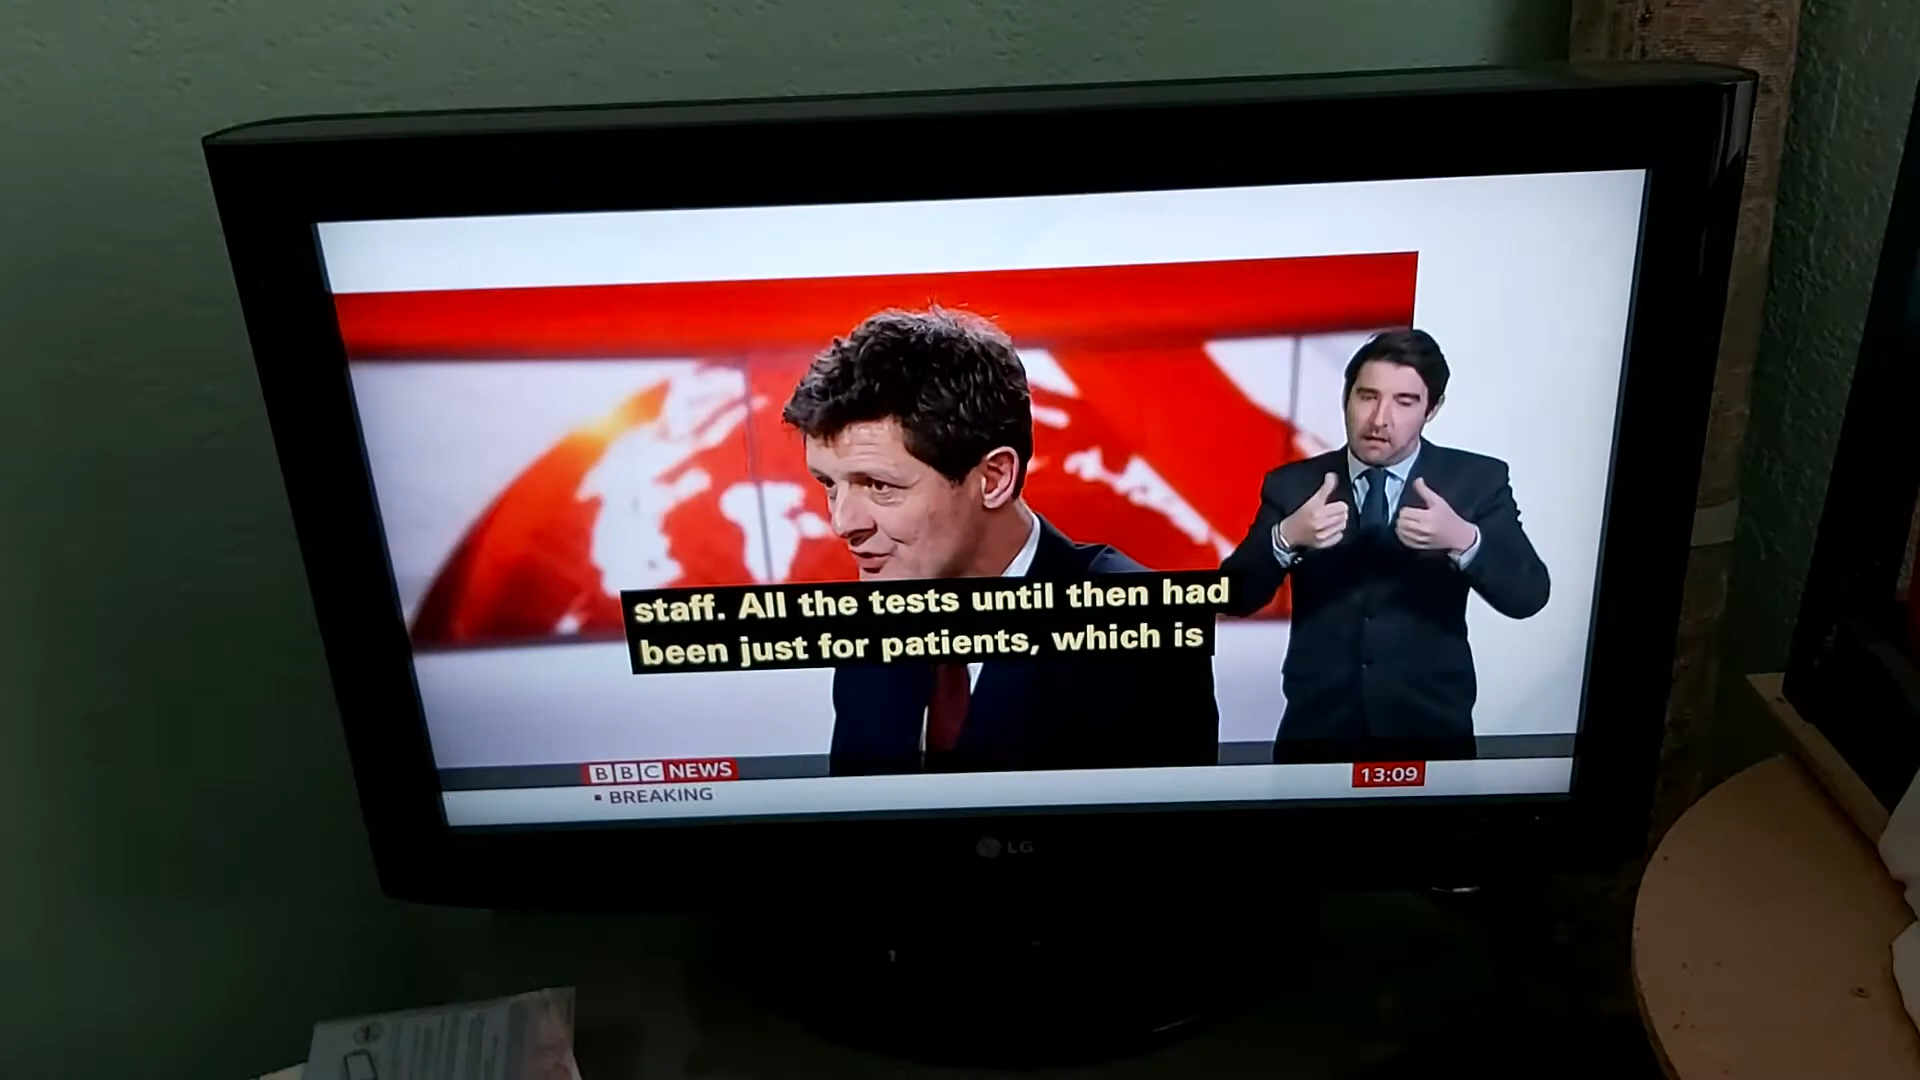 staff. All the tests until then had
been just for patients, which is
BBC NEWS
13:09
▪ BREAKING
LG